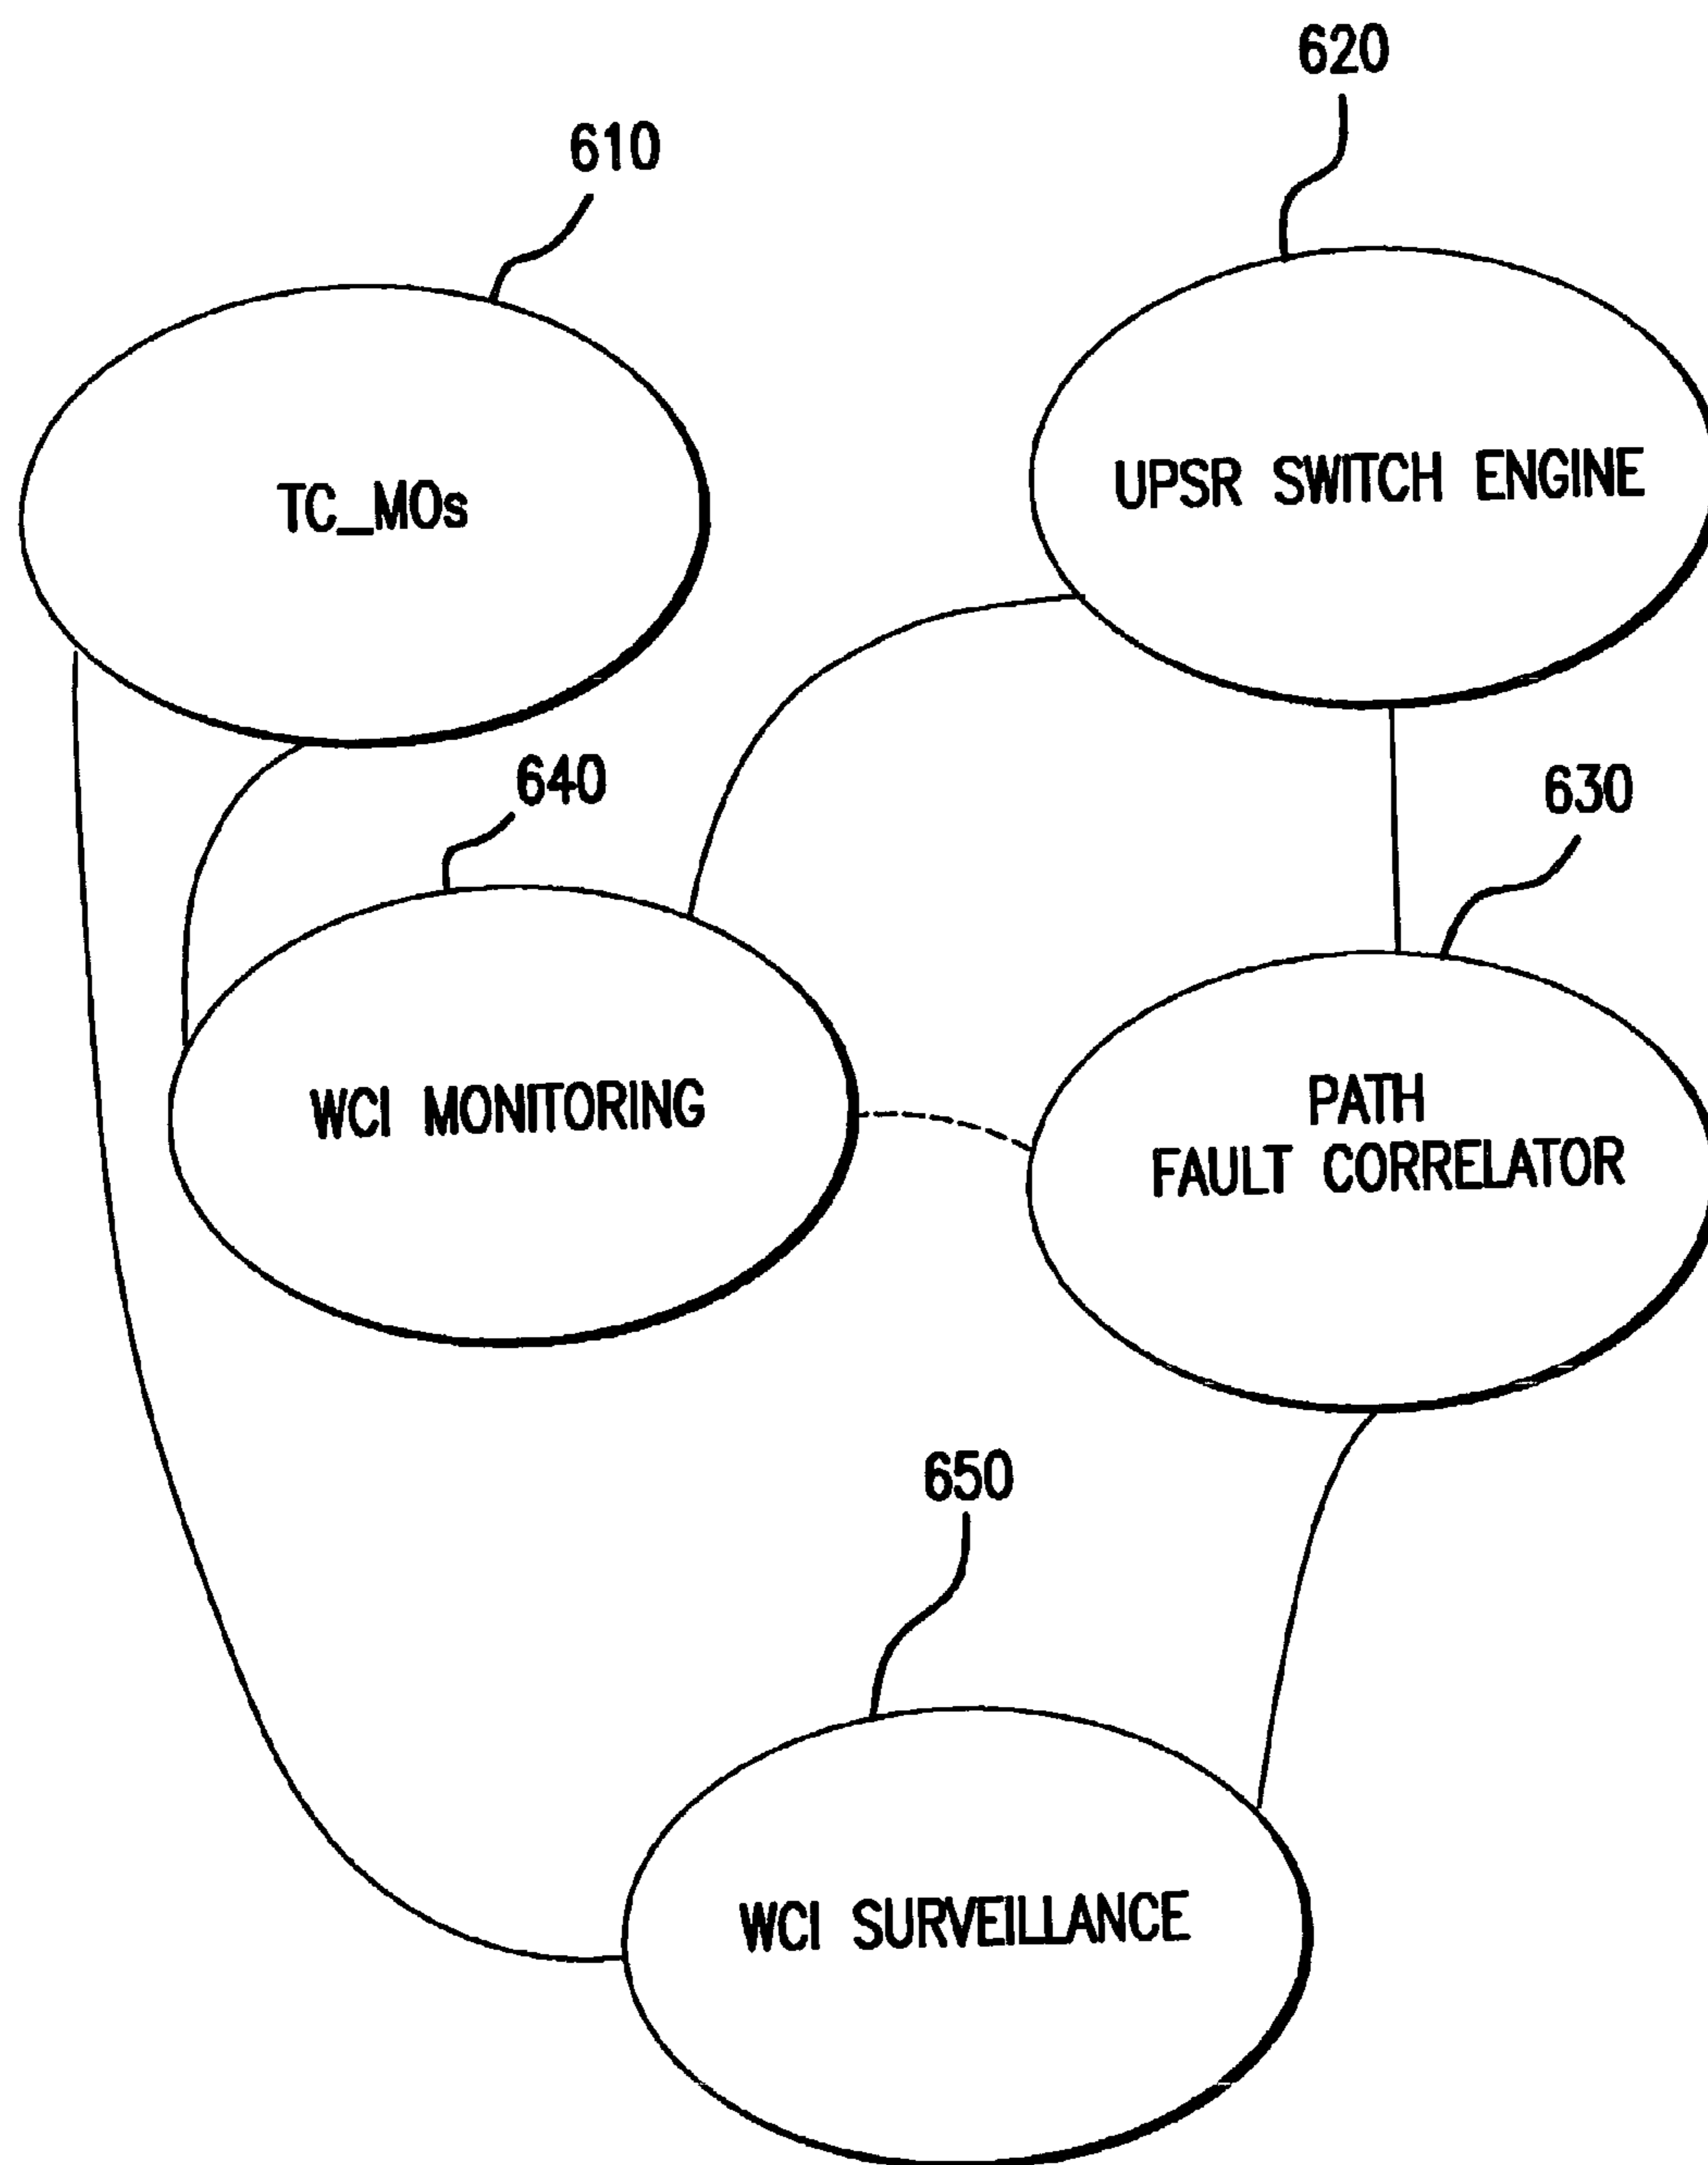 620
610
UPSR SWITCH ENGINE
TC_MOs
640
630
WCI MONITORING
PATH
FAULT CORRELATOR
650
WCI SURVEILLANCE